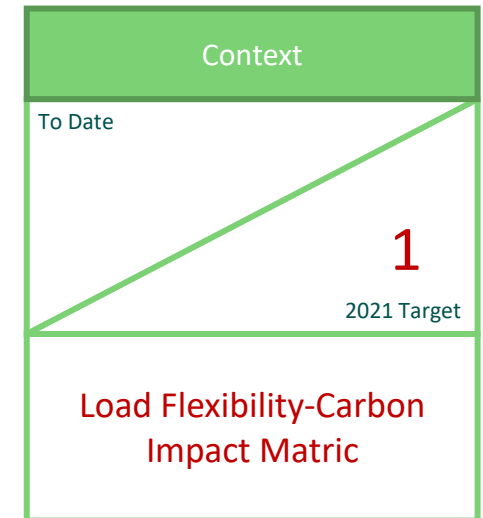 Context
To Date
1
2021 Target
Load Flexibility-Carbon
Impact Matric